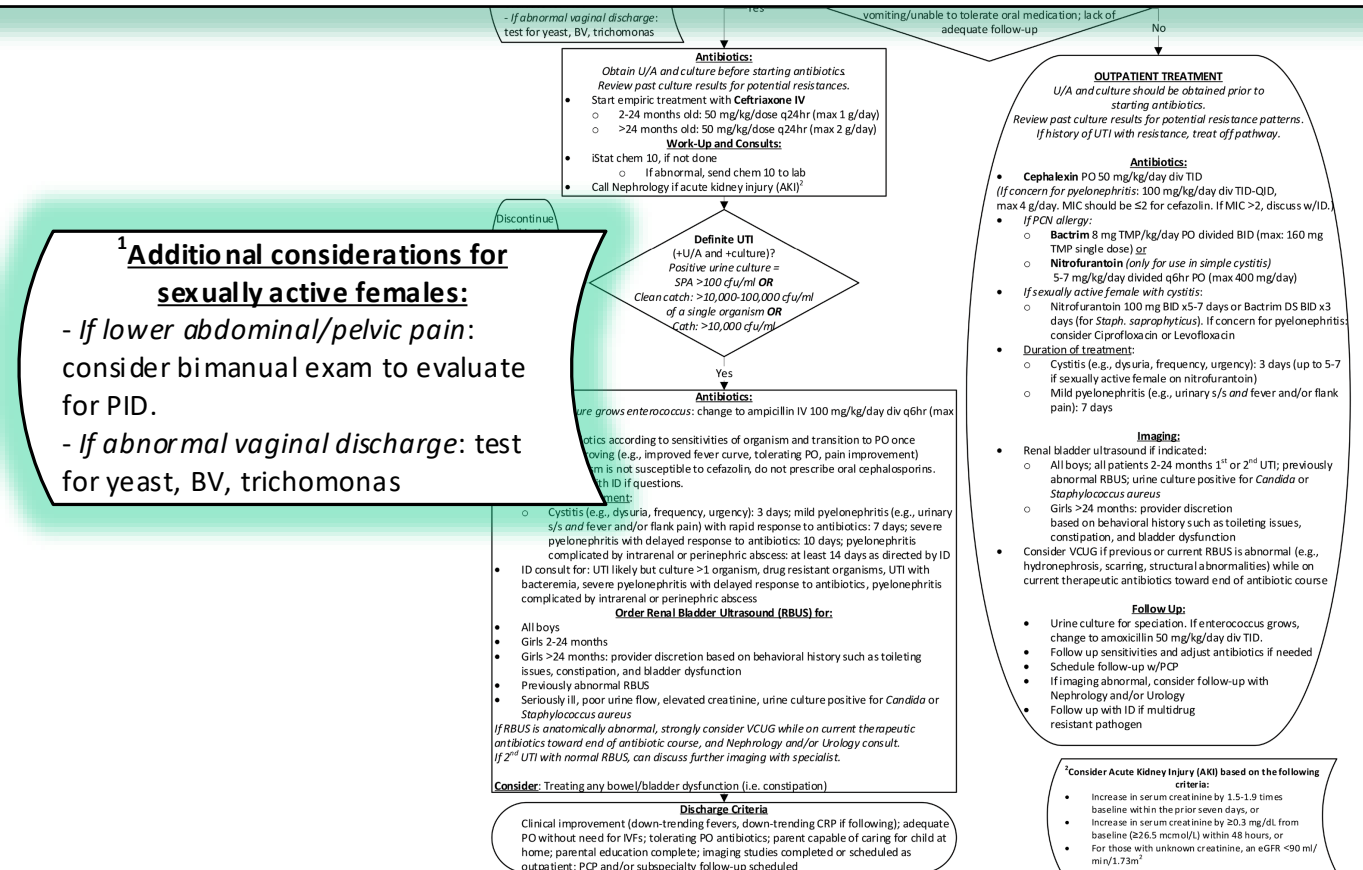 - If abnormal vaginal discharge:
test for yeast, BV, trichomonas
Yes
vomiting/unable to tolerate oral medication; lack of
adequate follow-up
No
Antibiotics:
Obtain U/A and culture before starting antibiotics.
Review past culture results for potential resistances.
• Start empiric treatment with Ceftriaxone IV
o 2-24 months old: 50 mg/kg/dose q24hr (max 1 g/day)
o >24 months old: 50 mg/kg/dose q24hr (max 2 g/day)
Work-Up and Consults:
• iStat chem 10, if not done
o If abnormal, send chem 10 to lab
• Call Nephrology if acute kidney injury (AKI)²
Discontinue
¹Additional considerations for
sexually active females:
- If lower abdominal/pelvic pain:
consider bimanual exam to evaluate
for PID.
- If abnormal vaginal discharge: test
for yeast, BV, trichomonas
Definite UTI
(+U/A and +culture)?
Positive urine culture =
SPA >100 cfu/ml OR
Clean catch: >10,000-100,000 cfu/ml
of a single organism OR
Cath: >10,000 cfu/ml
Yes
Antibiotics:
grows enterococcus: change to ampicillin IV 100 mg/kg/day div q6hr (max
according to sensitivities of organism and transition to PO once
(e.g., improved fever curve, tolerating PO, pain improvement)
is not susceptible to cefazolin, do not prescribe oral cephalosporins.
with ID if questions.
o Cystitis (e.g., dysuria, frequency, urgency): 3 days; mild pyelonephritis (e.g., urinary
s/s and fever and/or flank pain) with rapid response to antibiotics: 7 days; severe
pyelonephritis with delayed response to antibiotics: 10 days; pyelonephritis
complicated by intrarenal or perinephric abscess: at least 14 days as directed by ID
• ID consult for: UTI likely but culture >1 organism, drug resistant organisms, UTI with
bacteremia, severe pyelonephritis with delayed response to antibiotics, pyelonephritis
complicated by intrarenal or perinephric abscess
Order Renal Bladder Ultrasound (RBUS) for:
• All boys
• Girls 2-24 months
• Girls >24 months: provider discretion based on behavioral history such as toileting
issues, constipation, and bladder dysfunction
• Previously abnormal RBUS
• Seriously ill, poor urine flow, elevated creatinine, urine culture positive for Candida or
Staphylococcus aureus
If RBUS is anatomically abnormal, strongly consider VCUG while on current therapeutic
antibiotics toward end of antibiotic course, and Nephrology and/or Urology consult.
If 2nd UTI with normal RBUS, can discuss further imaging with specialist.
Consider: Treating any bowel/bladder dysfunction (i.e. constipation)
Discharge Criteria
Clinical improvement (down-trending fevers, down-trending CRP if following); adequate
PO without need for IVFs; tolerating PO antibiotics; parent capable of caring for child at
home; parental education complete; imaging studies completed or scheduled as
outpatient; PCP and/or subspecialty follow-up scheduled
OUTPATIENT TREATMENT
U/A and culture should be obtained prior to
starting antibiotics.
Review past culture results for potential resistance patterns.
If history of UTI with resistance, treat off pathway.
Antibiotics:
• Cephalexin PO 50 mg/kg/day div TID
(If concern for pyelonephritis: 100 mg/kg/day div TID-QID,
max 4 g/day. MIC should be ≤2 for cefazolin. If MIC >2, discuss w/ID.)
• If PCN allergy:
o Bactrim 8 mg TMP/kg/day PO divided BID (max: 160 mg
TMP single dose) or
o Nitrofurantoin (only for use in simple cystitis)
5-7 mg/kg/day divided q6hr PO (max 400 mg/day)
• If sexually active female with cystitis:
o Nitrofurantoin 100 mg BID x5-7 days or Bactrim DS BID x3
days (for Staph. saprophyticus). If concern for pyelonephritis:
consider Ciprofloxacin or Levofloxacin
• Duration of treatment:
o Cystitis (e.g., dysuria, frequency, urgency): 3 days (up to 5-7
if sexually active female on nitrofurantoin)
o Mild pyelonephritis (e.g., urinary s/s and fever and/or flank
pain): 7 days
Imaging:
• Renal bladder ultrasound if indicated:
o All boys; all patients 2-24 months 1st or 2nd UTI; previously
abnormal RBUS; urine culture positive for Candida or
Staphylococcus aureus
o Girls >24 months: provider discretion
based on behavioral history such as toileting issues,
constipation, and bladder dysfunction
• Consider VCUG if previous or current RBUS is abnormal (e.g.,
hydronephrosis, scarring, structural abnormalities) while on
current therapeutic antibiotics toward end of antibiotic course
Follow Up:
• Urine culture for speciation. If enterococcus grows,
change to amoxicillin 50 mg/kg/day div TID.
• Follow up sensitivities and adjust antibiotics if needed
• Schedule follow-up w/PCP
• If imaging abnormal, consider follow-up with
Nephrology and/or Urology
• Follow up with ID if multidrug
resistant pathogen
²Consider Acute Kidney Injury (AKI) based on the following
criteria:
• Increase in serum creatinine by 1.5-1.9 times
baseline within the prior seven days, or
• Increase in serum creatinine by ≥0.3 mg/dL from
baseline (≥26.5 mcmol/L) within 48 hours, or
• For those with unknown creatinine, an eGFR <90 ml/
min/1.73m²